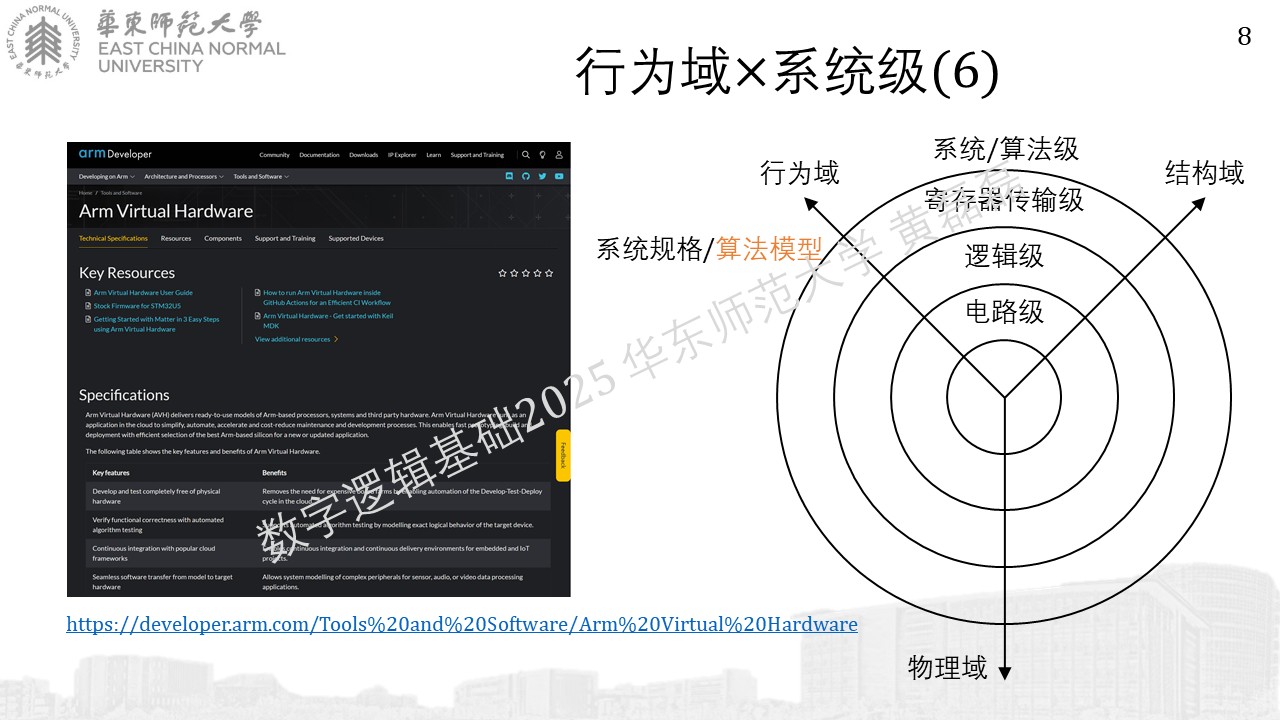 EAST CHINA NORMAL UNIVERSITY
華東師範大學
華東師範大學
EAST CHINA NORMAL
UNIVERSITY
8
行为域×系统级(6)
arm Developer
Community Documentation Downloads IP Explorer Learn Support and Training
Developing on Arm Architecture and Processors Tools and Software
Home / Tools and Software
Arm Virtual Hardware
Technical Specifications Resources Components Support and Training Supported Devices
Key Resources
Arm Virtual Hardware User Guide
Stock Firmware for STM32U5
Getting Started with Matter in 3 Easy Steps
using Arm Virtual Hardware
How to run Arm Virtual Hardware inside
GitHub Actions for an Efficient CI Workflow
Arm Virtual Hardware - Get started with Keil
MDK
View additional resources
Specifications
Arm Virtual Hardware (AVH) delivers ready-to-use models of Arm-based processors, systems and third party hardware. Arm Virtual Hardware runs as an
application in the cloud to simplify, automate, accelerate and cost-reduce maintenance and development processes. This enables fast prototyping, build and
deployment with efficient selection of the best Arm-based silicon for a new or updated application.
The following table shows the key features and benefits of Arm Virtual Hardware.
Key features Benefits
Develop and test completely free of physical
hardware
Removes the need for expensive board farms by enabling automation of the Develop-Test-Deploy
cycle in the cloud.
Verify functional correctness with automated
algorithm testing
Supports automated algorithm testing by modelling exact logical behavior of the target device.
Continuous integration with popular cloud
frameworks
Enables continuous integration and continuous delivery environments for embedded and IoT
projects.
Seamless software transfer from model to target
hardware
Allows system modelling of complex peripherals for sensor, audio, or video data processing
applications.
Feedback
https://developer.arm.com/Tools%20and%20Software/Arm%20Virtual%20Hardware
行为域
系统/算法级
结构域
寄存器传输级
系统规格/算法模型
逻辑级
电路级
物理域
数字逻辑基础2025 华东师范大学 黄磊磊